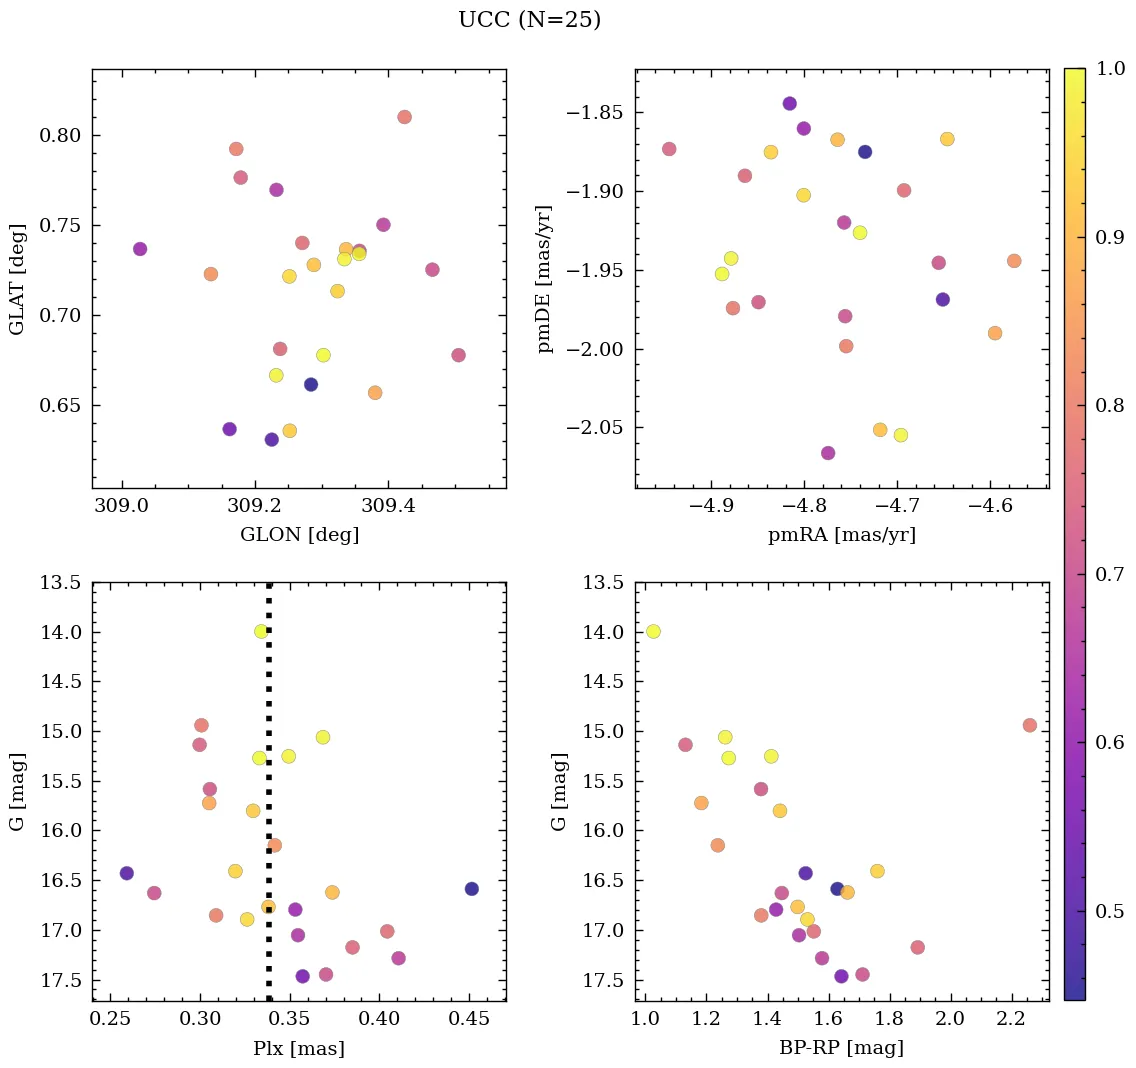 UCC (N=25)
0.80
0.75
0.70
0.65
GLAT [deg]
309.0 309.2 309.4
GLON [deg]
−1.85
−1.90
−1.95
−2.00
−2.05
pmDE [mas/yr]
−4.9 −4.8 −4.7 −4.6
pmRA [mas/yr]
1.0
0.9
0.8
0.7
0.6
0.5
13.5
14.0
14.5
15.0
15.5
16.0
16.5
17.0
17.5
G [mag]
0.25 0.30 0.35 0.40 0.45
Plx [mas]
13.5
14.0
14.5
15.0
15.5
16.0
16.5
17.0
17.5
G [mag]
1.0 1.2 1.4 1.6 1.8 2.0 2.2
BP-RP [mag]